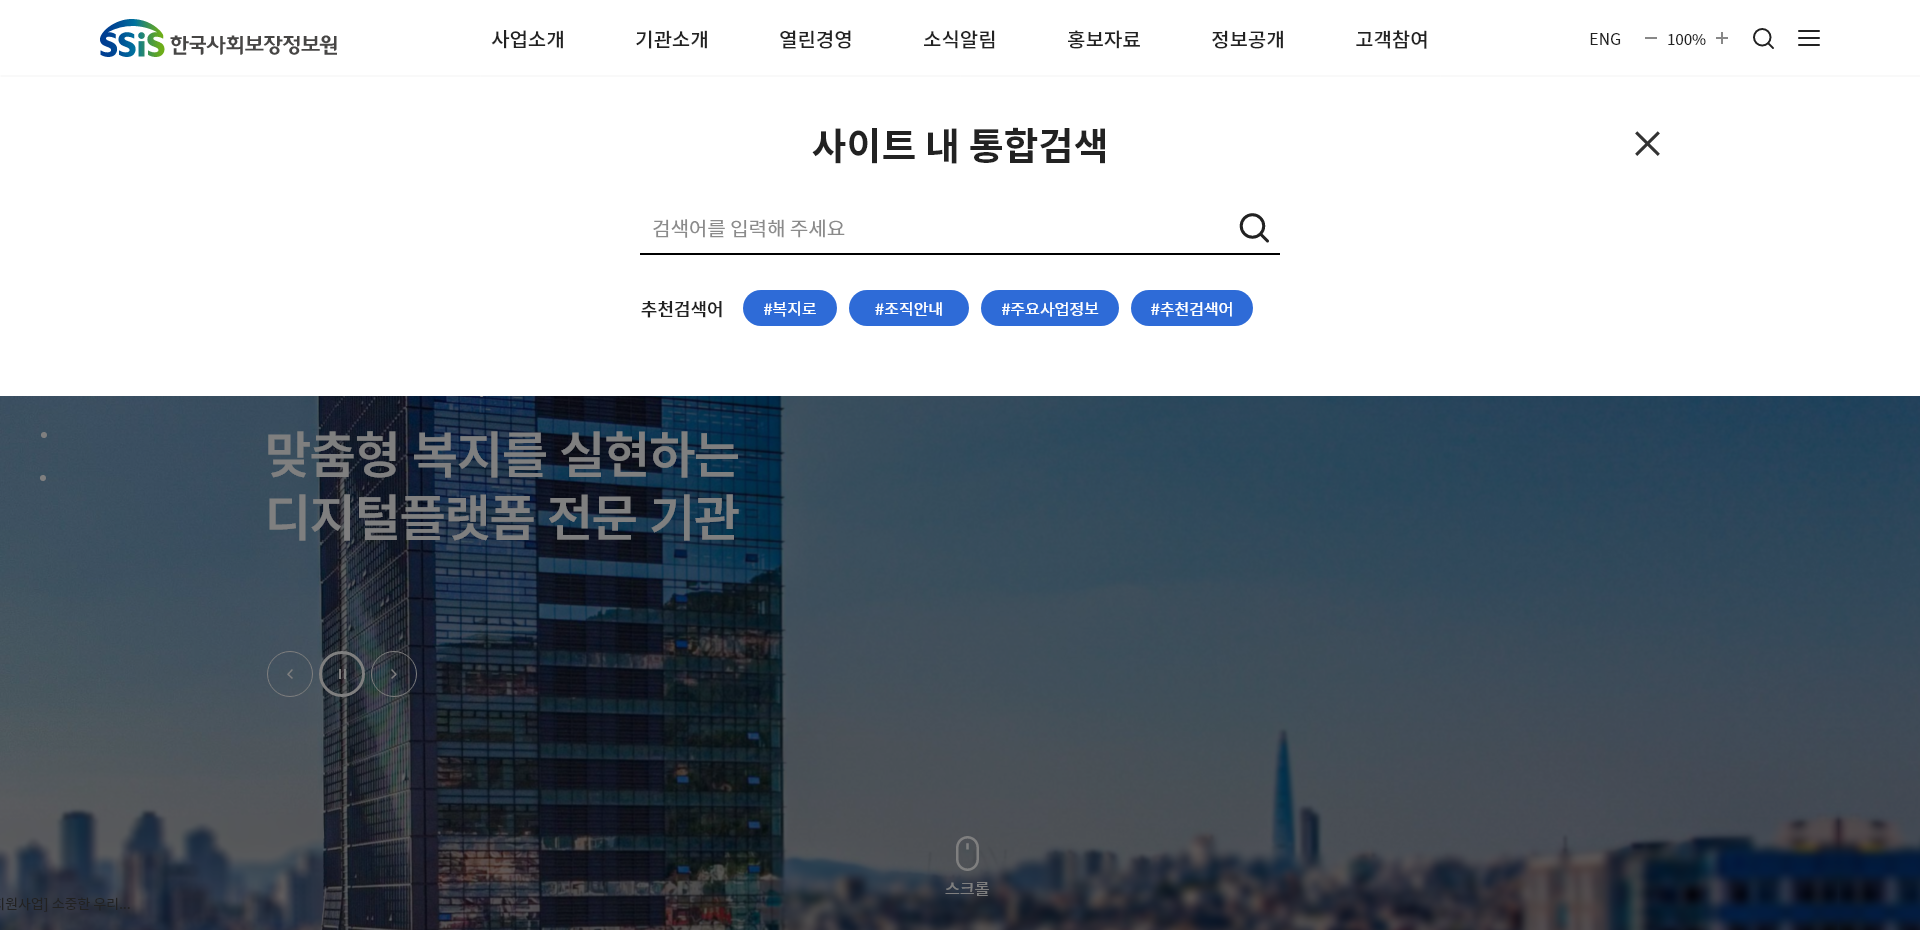 SSiS 한국사회보장정보원
사업소개 기관소개 열린경영 소식알림 홍보자료 정보공개 고객참여
ENG 100%
사이트 내 통합검색
검색어를 입력해 주세요
추천검색어 #복지로 #조직안내 #주요사업정보 #추천검색어
맞춤형 복지를 실현하는
디지털플랫폼 전문 기관
스크롤
지원사업] 소중한 우리...